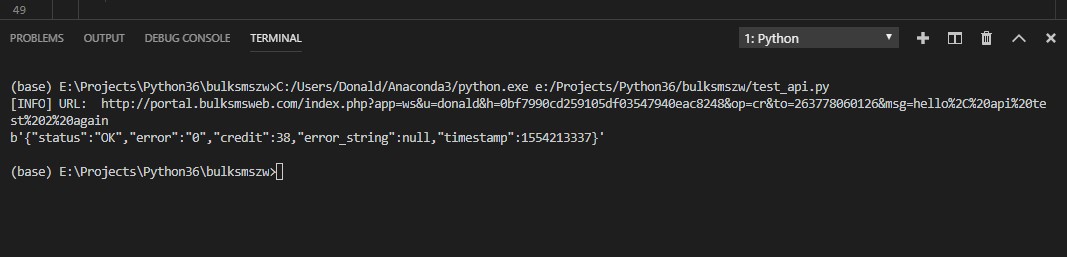 49
PROBLEMS OUTPUT DEBUG CONSOLE TERMINAL 1: Python
(base) E:\Projects\Python36\bulksmszw>C:/Users/Donald/Anaconda3/python.exe e:/Projects/Python36/bulksmszw/test_api.py
[INFO] URL:  http://portal.bulksmsweb.com/index.php?app=ws&u=donald&h=0bf7990cd259105df03547940eac8248&op=cr&to=263778060126&msg=hello%2C%20api%20te
st%202%20again
b'{"status":"OK","error":"0","credit":38,"error_string":null,"timestamp":1554213337}'
(base) E:\Projects\Python36\bulksmszw>